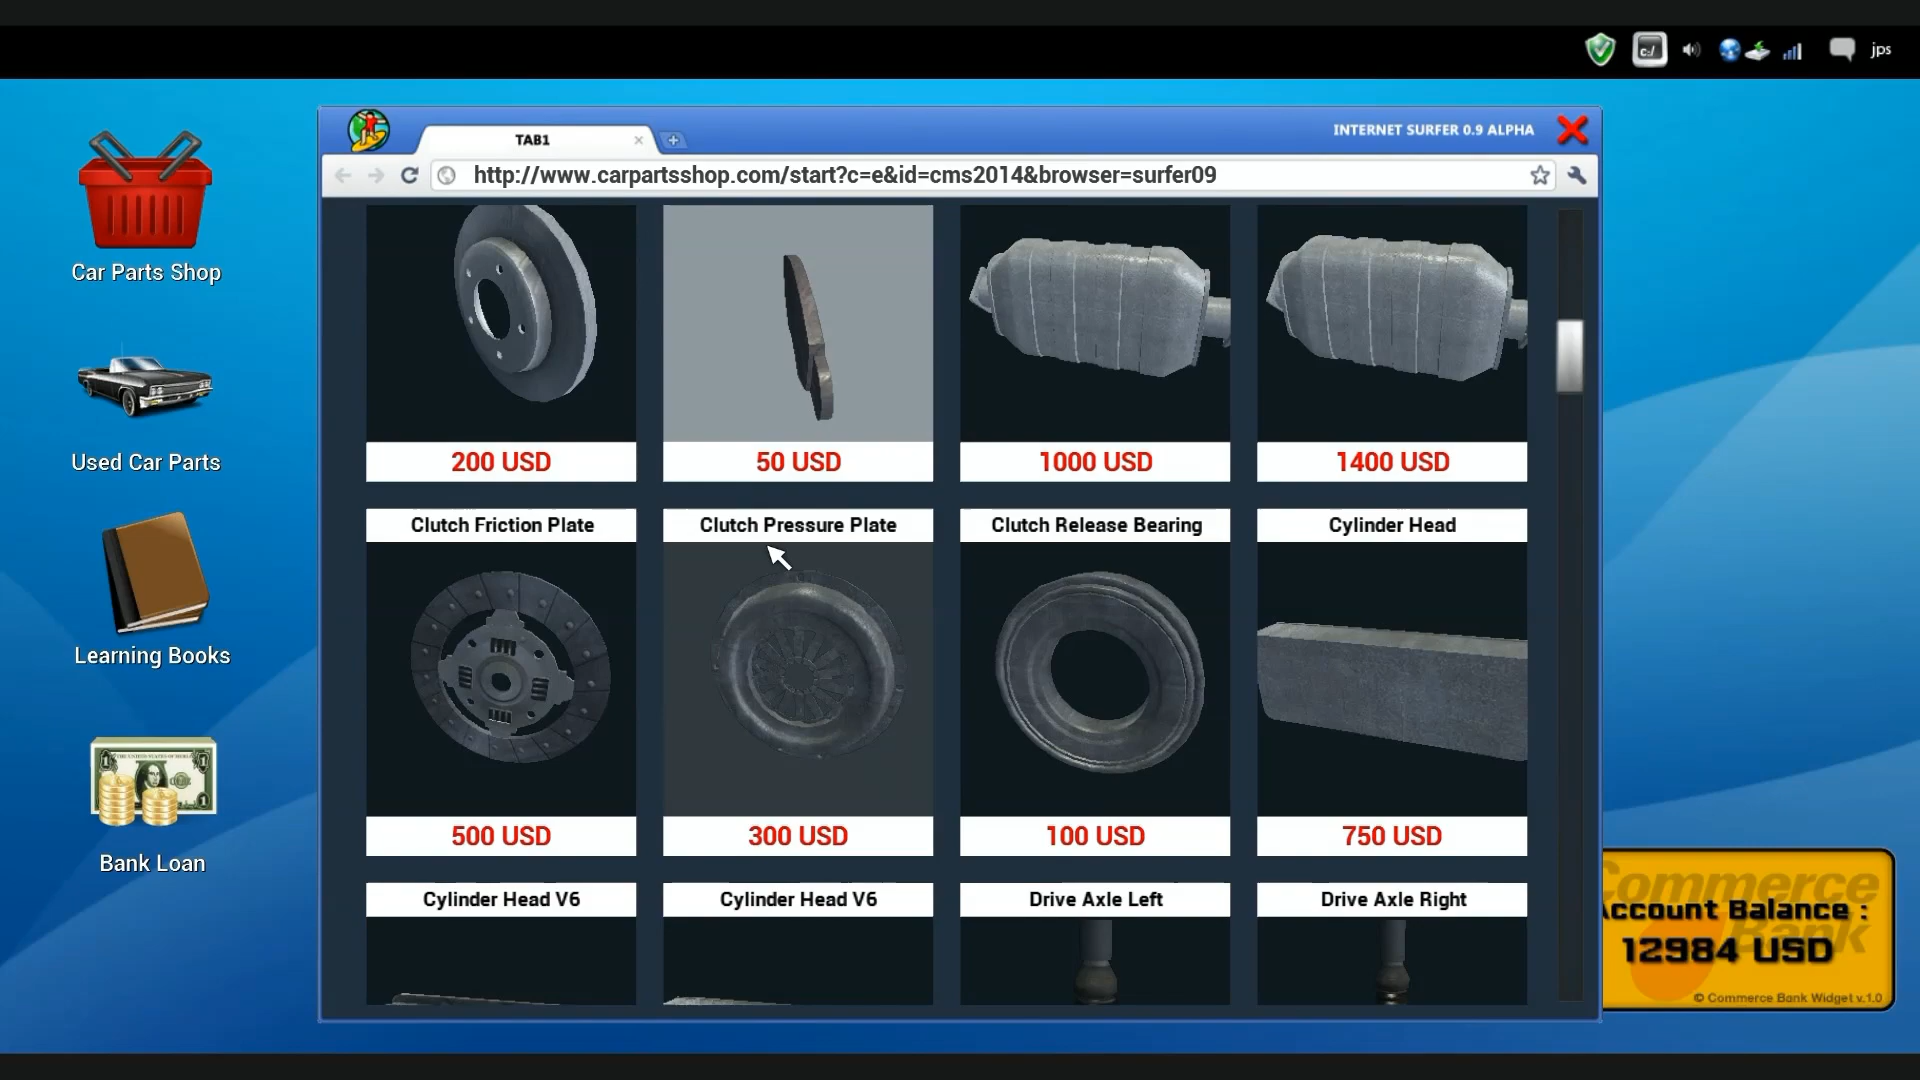 c:/
jps
TAB1
INTERNET SURFER 0.9 ALPHA
http://www.carpartsshop.com/start?c=e&id=cms2014&browser=surfer09
Car Parts Shop
Used Car Parts
Learning Books
Bank Loan
200 USD
50 USD
1000 USD
1400 USD
Clutch Friction Plate
Clutch Pressure Plate
Clutch Release Bearing
Cylinder Head
500 USD
300 USD
100 USD
750 USD
Cylinder Head V6
Cylinder Head V6
Drive Axle Left
Drive Axle Right
Commerce
Bank
Account Balance :
12984 USD
© Commerce Bank Widget v.1.0